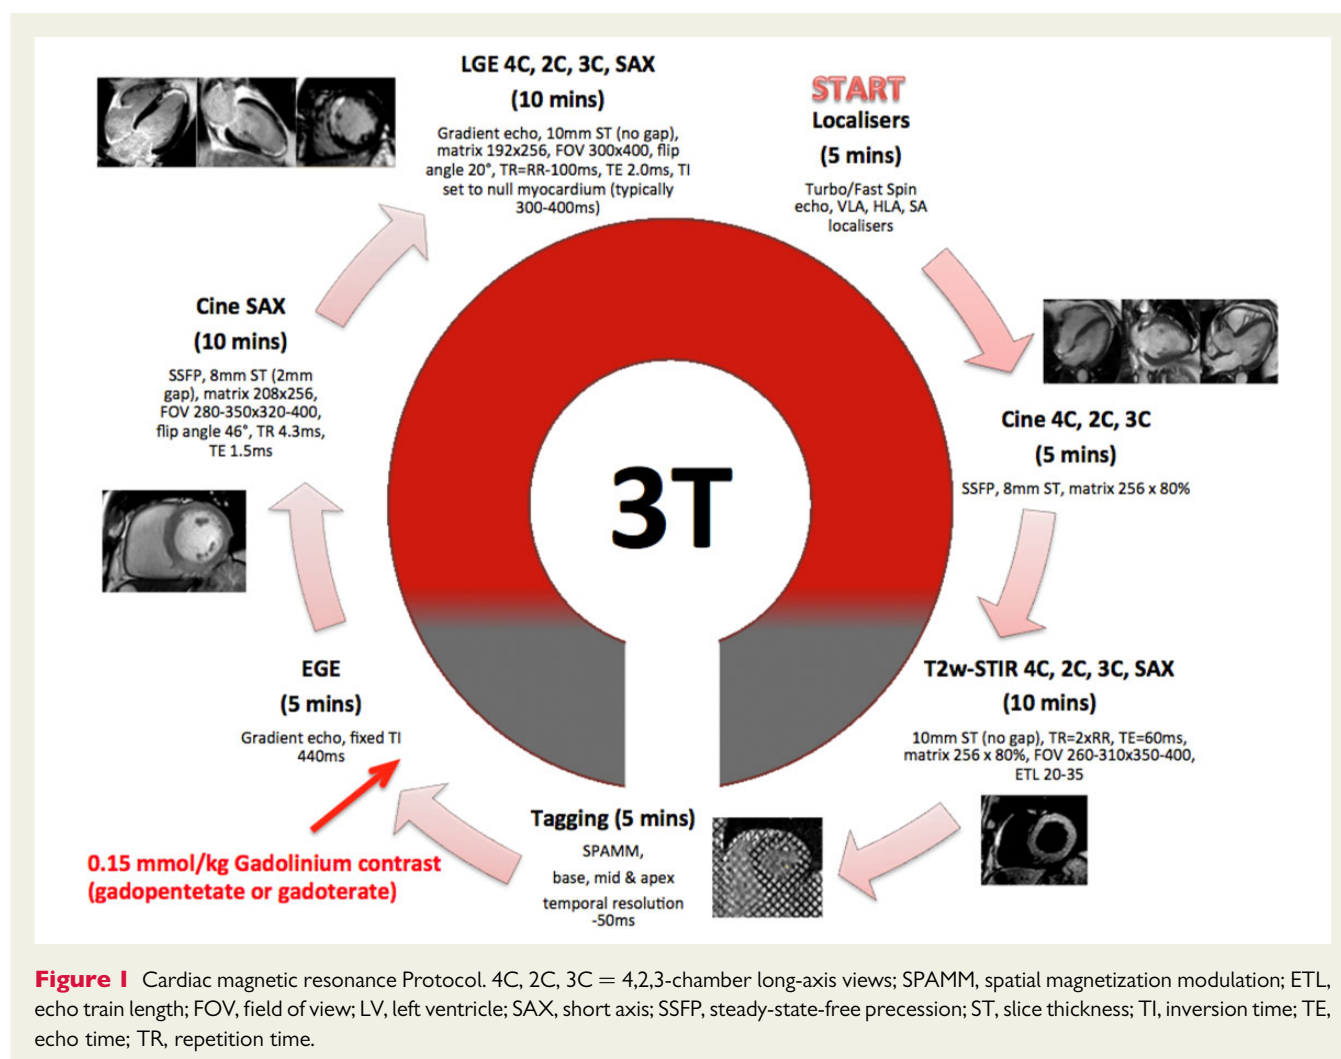 START
Localisers
(5 mins)
Turbo/Fast Spin
echo, VLA, HLA, SA
localisers
Cine 4C, 2C, 3C
(5 mins)
SSFP, 8mm ST, matrix 256 x 80%
T2w-STIR 4C, 2C, 3C, SAX
(10 mins)
10mm ST (no gap), TR=2xRR, TE=60ms,
matrix 256 x 80%, FOV 260-310x350-400,
ETL 20-35
Tagging (5 mins)
SPAMM,
base, mid & apex
temporal resolution
-50ms
0.15 mmol/kg Gadolinium contrast
(gadopentetate or gadoterate)
EGE
(5 mins)
Gradient echo, fixed TI
440ms
Cine SAX
(10 mins)
SSFP, 8mm ST (2mm
gap), matrix 208x256,
FOV 280-350x320-400,
flip angle 46°, TR 4.3ms,
TE 1.5ms
LGE 4C, 2C, 3C, SAX
(10 mins)
Gradient echo, 10mm ST (no gap),
matrix 192x256, FOV 300x400, flip
angle 20°, TR=RR-100ms, TE 2.0ms, TI
set to null myocardium (typically
300-400ms)
3T
Figure 1 Cardiac magnetic resonance Protocol. 4C, 2C, 3C = 4,2,3-chamber long-axis views; SPAMM, spatial magnetization modulation; ETL,
echo train length; FOV, field of view; LV, left ventricle; SAX, short axis; SSFP, steady-state-free precession; ST, slice thickness; TI, inversion time; TE,
echo time; TR, repetition time.